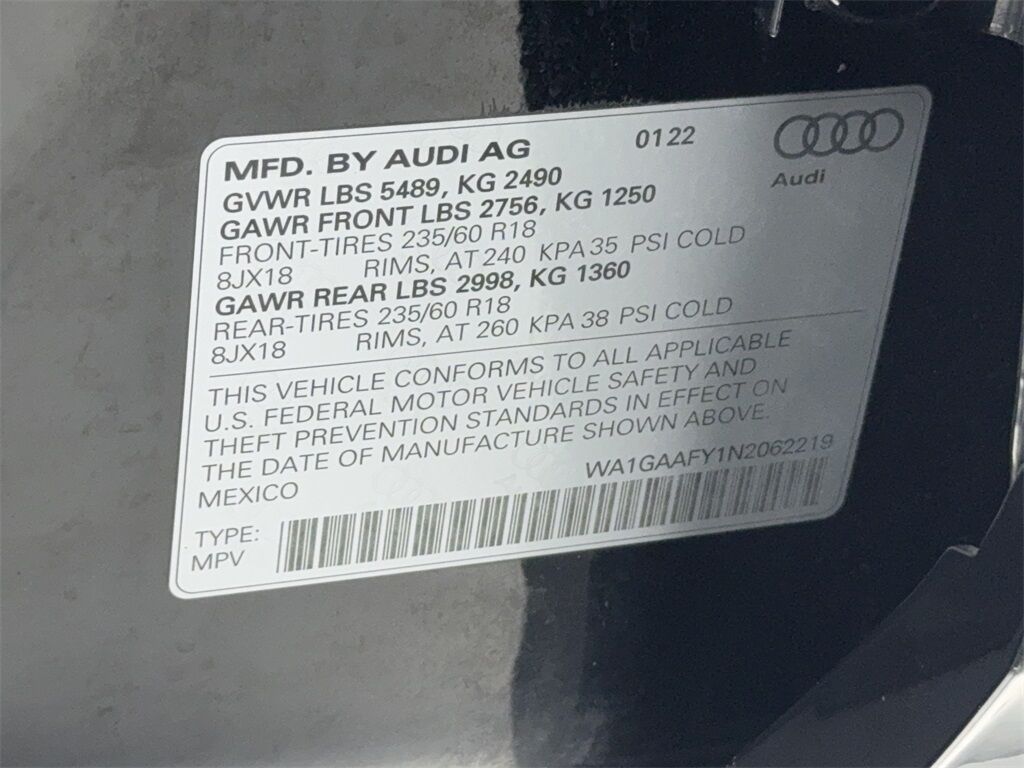 MFD. BY AUDI AG 0122
Audi
GVWR LBS 5489, KG 2490
GAWR FRONT LBS 2756, KG 1250
FRONT-TIRES 235/60 R18
8JX18 RIMS, AT 240 KPA 35 PSI COLD
GAWR REAR LBS 2998, KG 1360
REAR-TIRES 235/60 R18
8JX18 RIMS, AT 260 KPA 38 PSI COLD
THIS VEHICLE CONFORMS TO ALL APPLICABLE
U.S. FEDERAL MOTOR VEHICLE SAFETY AND
THEFT PREVENTION STANDARDS IN EFFECT ON
THE DATE OF MANUFACTURE SHOWN ABOVE.
MEXICO WA1GAAFY1N2062219
TYPE:
MPV